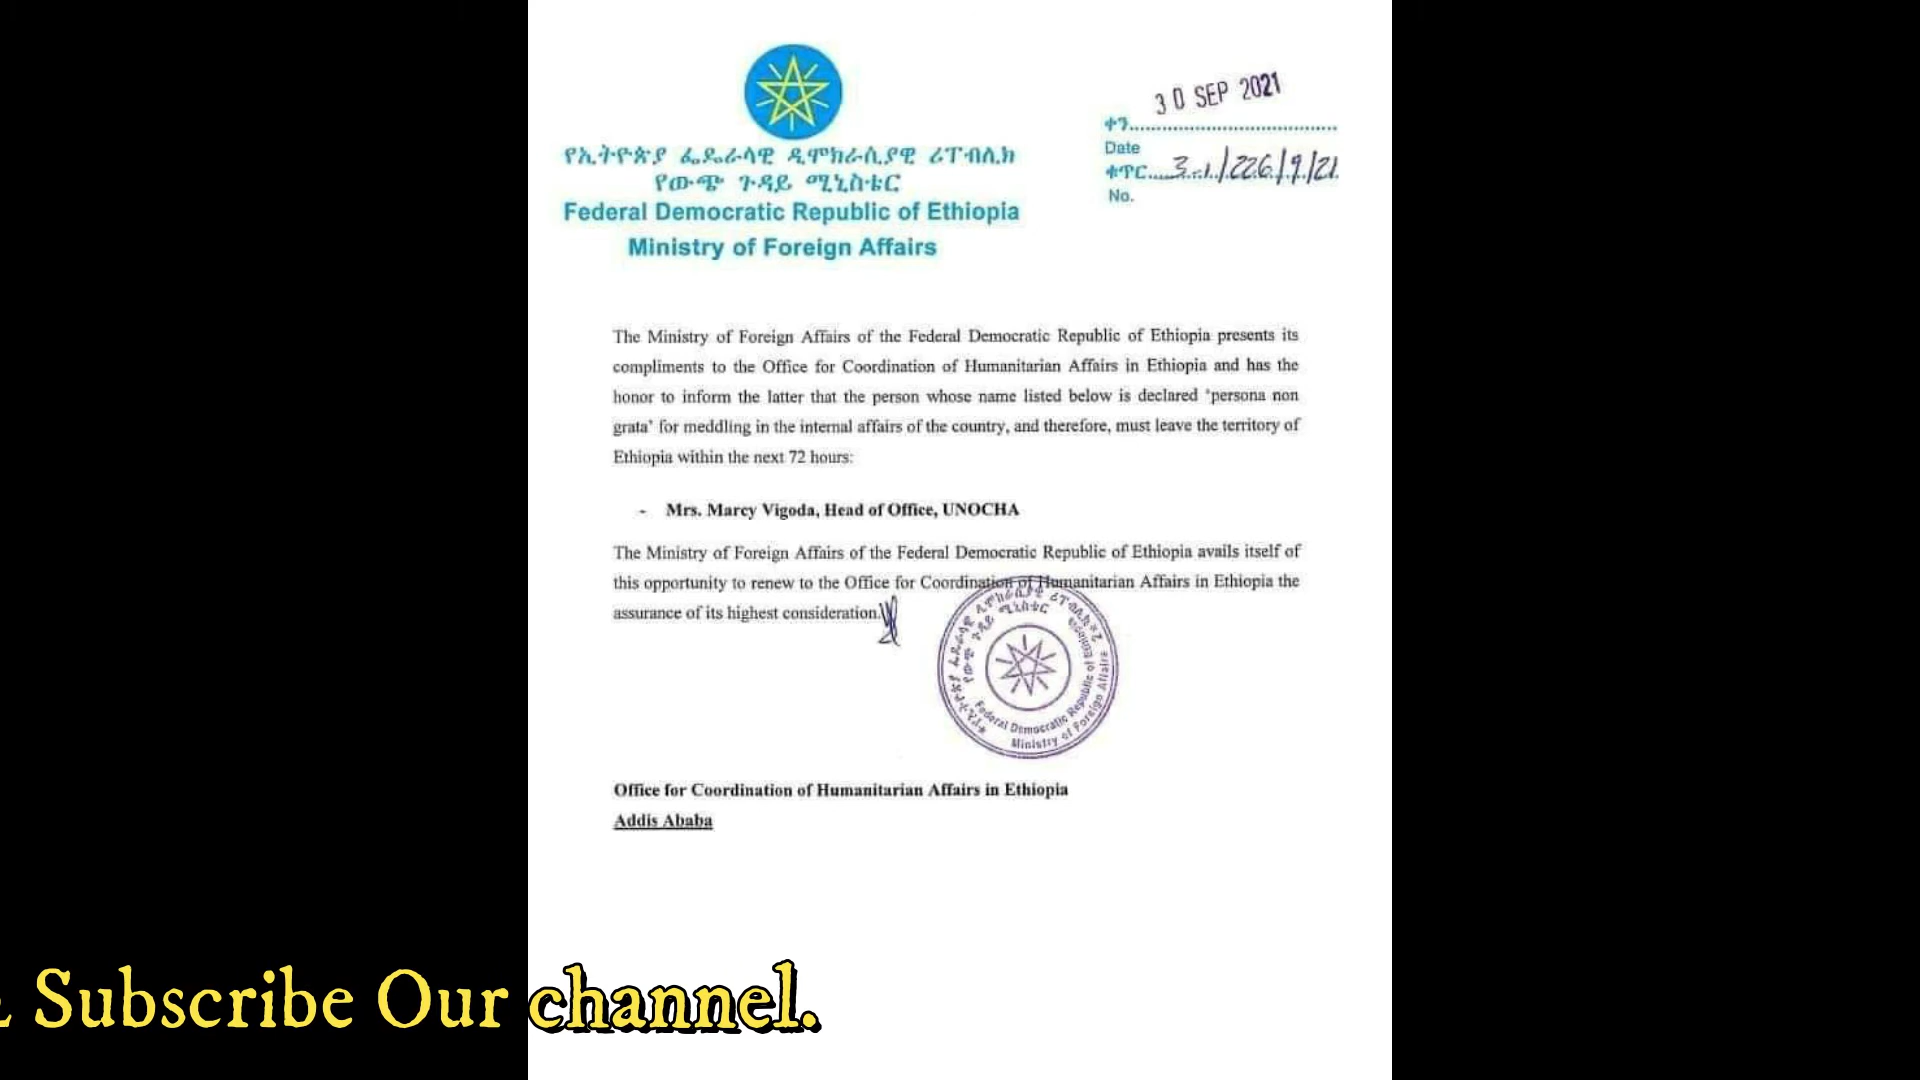 30 SEP 2021
ቀን
Date
ቁጥር 3-1/226/9/21
No.
የኢትዮጵያ ፌዴራላዊ ዲሞክራሲያዊ ሪፐብሊክ
የውጭ ጉዳይ ሚኒስቴር
Federal Democratic Republic of Ethiopia
Ministry of Foreign Affairs
The Ministry of Foreign Affairs of the Federal Democratic Republic of Ethiopia presents its
compliments to the Office for Coordination of Humanitarian Affairs in Ethiopia and has the
honor to inform the latter that the person whose name listed below is declared ‘persona non
grata’ for meddling in the internal affairs of the country, and therefore, must leave the territory of
Ethiopia within the next 72 hours:
- Mrs. Marcy Vigoda, Head of Office, UNOCHA
The Ministry of Foreign Affairs of the Federal Democratic Republic of Ethiopia avails itself of
this opportunity to renew to the Office for Coordination of Humanitarian Affairs in Ethiopia the
assurance of its highest consideration.
የኢትዮጵያ ፌዴራላዊ ዲሞክራሲያዊ ሪፐብሊክ
የውጭ ጉዳይ ሚኒስቴር
Federal Democratic Republic of Ethiopia
Ministry of Foreign Affairs
Office for Coordination of Humanitarian Affairs in Ethiopia
Addis Ababa
Subscribe Our channel.